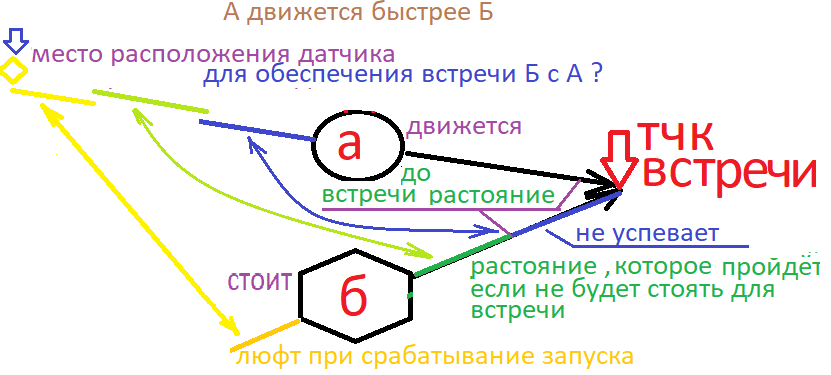 А движется быстрее Б
место расположения датчика
для обеспечения встречи Б с А ?
а
движется
тчк
встречи
до
встречи растояние
не успевает
стоит
б
растояние , которое пройдёт
если не будет стоять для
встречи
люфт при срабатывание запуска